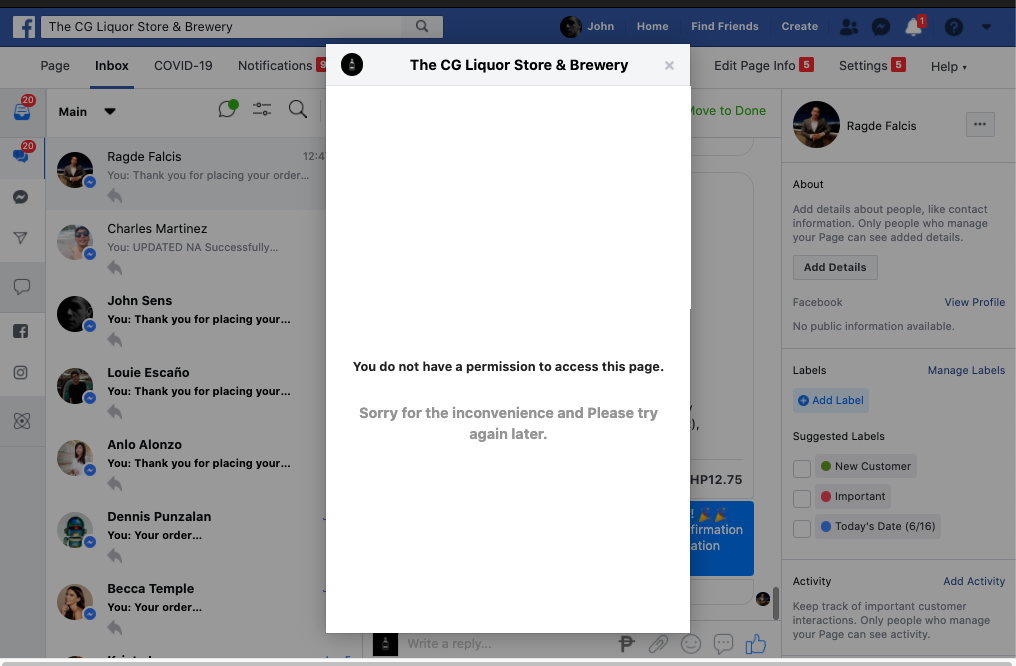 The CG Liquor Store & Brewery
John
Home
Find Friends
Create
1
Page
Inbox
COVID-19
Notifications
Edit Page Info 5
Settings 5
Help
The CG Liquor Store & Brewery
×
20
20
Main
Move to Done
Ragde Falcis
You: Thank you for placing your order...
Charles Martinez
You: UPDATED NA Successfully...
John Sens
You: Thank you for placing your...
Louie Escaño
You: Thank you for placing your...
Anlo Alonzo
You: Thank you for placing your...
Dennis Punzalan
You: Your order...
Becca Temple
You: Your order...
You do not have a permission to access this page.
Sorry for the inconvenience and Please try
again later.
HP12.75
Write a reply...
Ragde Falcis
...
About
Add details about people, like contact
information. Only people who manage
your Page can see added details.
Add Details
Facebook
View Profile
No public information available.
Labels
Manage Labels
Add Label
Suggested Labels
New Customer
Important
Today's Date (6/16)
Activity
Add Activity
Keep track of important customer
interactions. Only people who manage
your Page can see activity.